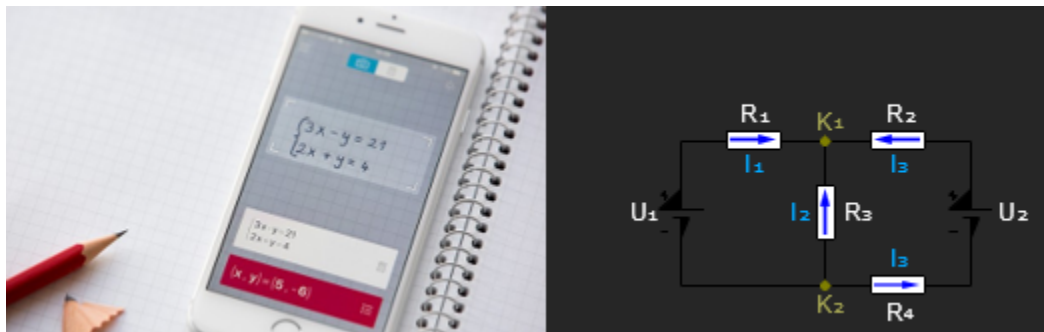 {3x-y=21
2x+y=4
{3x-y=21
2x+y=4
(x, y)=(5, -6)
R₁ K₁ R₂
I₁ I₃
U₁ + - I₂ R₃ + - U₂
I₃
K₂ R₄